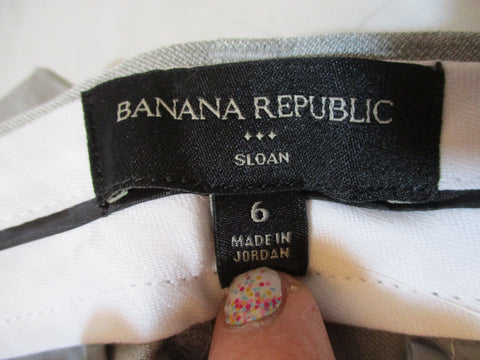 BANANA REPUBLIC
SLOAN
6
MADE IN
JORDAN